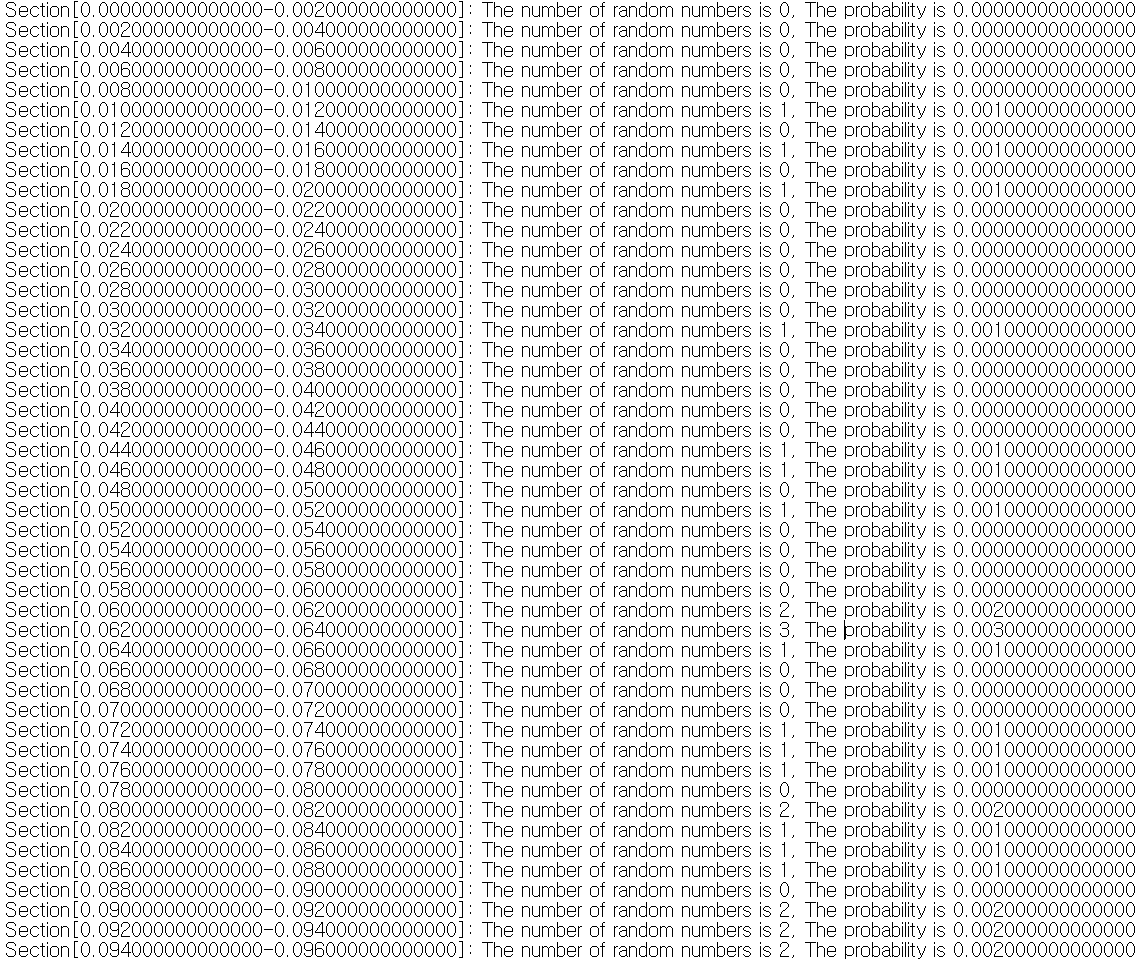 Section[0.000000000000000-0.002000000000000]: The number of random numbers is 0, The probability is 0.000000000000000
Section[0.002000000000000-0.004000000000000]: The number of random numbers is 0, The probability is 0.000000000000000
Section[0.004000000000000-0.006000000000000]: The number of random numbers is 0, The probability is 0.000000000000000
Section[0.006000000000000-0.008000000000000]: The number of random numbers is 0, The probability is 0.000000000000000
Section[0.008000000000000-0.010000000000000]: The number of random numbers is 0, The probability is 0.000000000000000
Section[0.010000000000000-0.012000000000000]: The number of random numbers is 1, The probability is 0.001000000000000
Section[0.012000000000000-0.014000000000000]: The number of random numbers is 0, The probability is 0.000000000000000
Section[0.014000000000000-0.016000000000000]: The number of random numbers is 1, The probability is 0.001000000000000
Section[0.016000000000000-0.018000000000000]: The number of random numbers is 0, The probability is 0.000000000000000
Section[0.018000000000000-0.020000000000000]: The number of random numbers is 1, The probability is 0.001000000000000
Section[0.020000000000000-0.022000000000000]: The number of random numbers is 0, The probability is 0.000000000000000
Section[0.022000000000000-0.024000000000000]: The number of random numbers is 0, The probability is 0.000000000000000
Section[0.024000000000000-0.026000000000000]: The number of random numbers is 0, The probability is 0.000000000000000
Section[0.026000000000000-0.028000000000000]: The number of random numbers is 0, The probability is 0.000000000000000
Section[0.028000000000000-0.030000000000000]: The number of random numbers is 0, The probability is 0.000000000000000
Section[0.030000000000000-0.032000000000000]: The number of random numbers is 0, The probability is 0.000000000000000
Section[0.032000000000000-0.034000000000000]: The number of random numbers is 1, The probability is 0.001000000000000
Section[0.034000000000000-0.036000000000000]: The number of random numbers is 0, The probability is 0.000000000000000
Section[0.036000000000000-0.038000000000000]: The number of random numbers is 0, The probability is 0.000000000000000
Section[0.038000000000000-0.040000000000000]: The number of random numbers is 0, The probability is 0.000000000000000
Section[0.040000000000000-0.042000000000000]: The number of random numbers is 0, The probability is 0.000000000000000
Section[0.042000000000000-0.044000000000000]: The number of random numbers is 0, The probability is 0.000000000000000
Section[0.044000000000000-0.046000000000000]: The number of random numbers is 1, The probability is 0.001000000000000
Section[0.046000000000000-0.048000000000000]: The number of random numbers is 1, The probability is 0.001000000000000
Section[0.048000000000000-0.050000000000000]: The number of random numbers is 0, The probability is 0.000000000000000
Section[0.050000000000000-0.052000000000000]: The number of random numbers is 1, The probability is 0.001000000000000
Section[0.052000000000000-0.054000000000000]: The number of random numbers is 0, The probability is 0.000000000000000
Section[0.054000000000000-0.056000000000000]: The number of random numbers is 0, The probability is 0.000000000000000
Section[0.056000000000000-0.058000000000000]: The number of random numbers is 0, The probability is 0.000000000000000
Section[0.058000000000000-0.060000000000000]: The number of random numbers is 0, The probability is 0.000000000000000
Section[0.060000000000000-0.062000000000000]: The number of random numbers is 2, The probability is 0.002000000000000
Section[0.062000000000000-0.064000000000000]: The number of random numbers is 3, The probability is 0.003000000000000
Section[0.064000000000000-0.066000000000000]: The number of random numbers is 1, The probability is 0.001000000000000
Section[0.066000000000000-0.068000000000000]: The number of random numbers is 0, The probability is 0.000000000000000
Section[0.068000000000000-0.070000000000000]: The number of random numbers is 0, The probability is 0.000000000000000
Section[0.070000000000000-0.072000000000000]: The number of random numbers is 0, The probability is 0.000000000000000
Section[0.072000000000000-0.074000000000000]: The number of random numbers is 1, The probability is 0.001000000000000
Section[0.074000000000000-0.076000000000000]: The number of random numbers is 1, The probability is 0.001000000000000
Section[0.076000000000000-0.078000000000000]: The number of random numbers is 1, The probability is 0.001000000000000
Section[0.078000000000000-0.080000000000000]: The number of random numbers is 0, The probability is 0.000000000000000
Section[0.080000000000000-0.082000000000000]: The number of random numbers is 2, The probability is 0.002000000000000
Section[0.082000000000000-0.084000000000000]: The number of random numbers is 1, The probability is 0.001000000000000
Section[0.084000000000000-0.086000000000000]: The number of random numbers is 1, The probability is 0.001000000000000
Section[0.086000000000000-0.088000000000000]: The number of random numbers is 1, The probability is 0.001000000000000
Section[0.088000000000000-0.090000000000000]: The number of random numbers is 0, The probability is 0.000000000000000
Section[0.090000000000000-0.092000000000000]: The number of random numbers is 2, The probability is 0.002000000000000
Section[0.092000000000000-0.094000000000000]: The number of random numbers is 2, The probability is 0.002000000000000
Section[0.094000000000000-0.096000000000000]: The number of random numbers is 2, The probability is 0.002000000000000